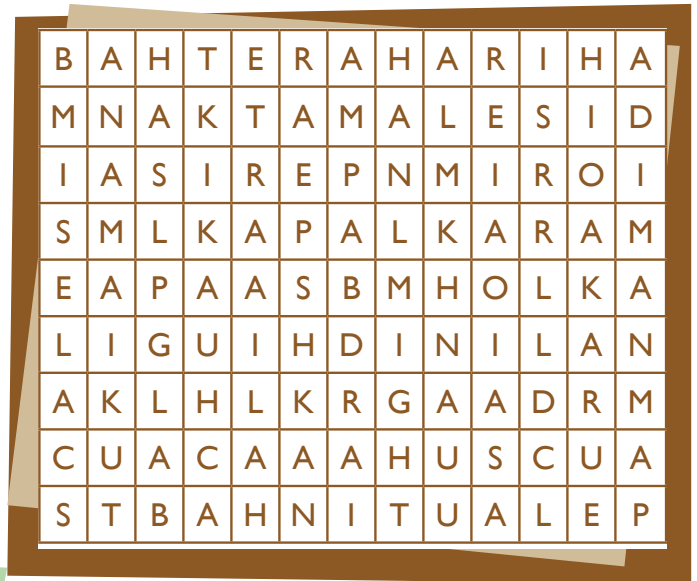 B A H T E R A H A R I H A
M N A K T A M A L E S I D
I A S I R E P N M I R O I
S M L K A P A L K A R A M
E A P A A S B M H O L K A
L I G U I H D I N I L A N
A K L H L K R G A A D R M
C U A C A A A H U S C U A
S T B A H N I T U A L E P